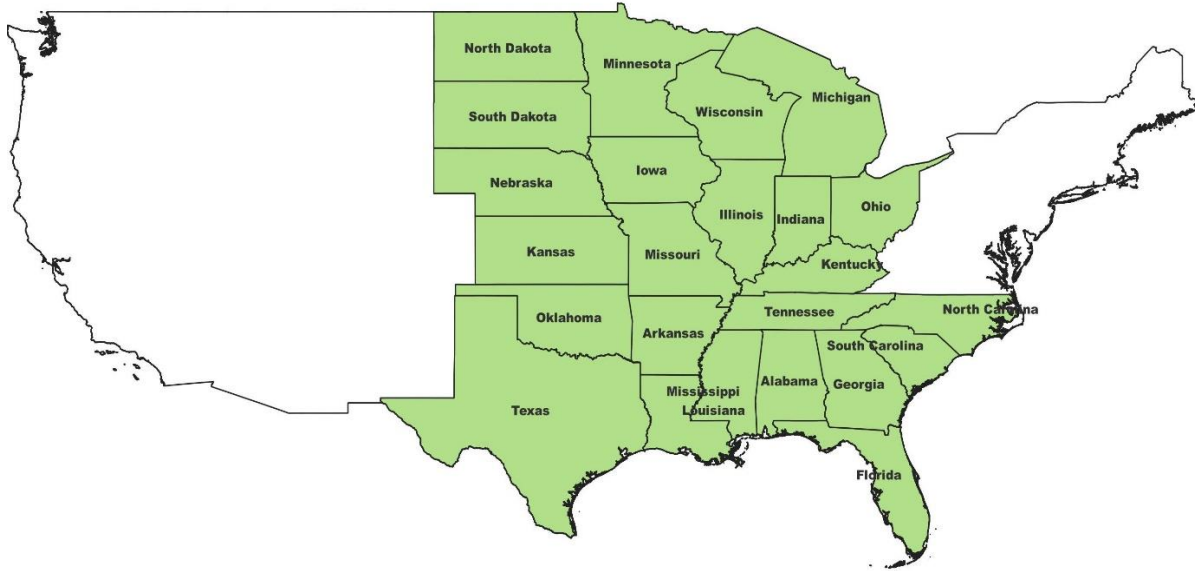 North Dakota
Minnesota
Michigan
Wisconsin
South Dakota
Iowa
Nebraska
Illinois
Indiana
Ohio
Kansas
Missouri
Kentucky
Oklahoma
Arkansas
Tennessee
North Carolina
South Carolina
Mississippi
Alabama
Georgia
Texas
Louisiana
Florida